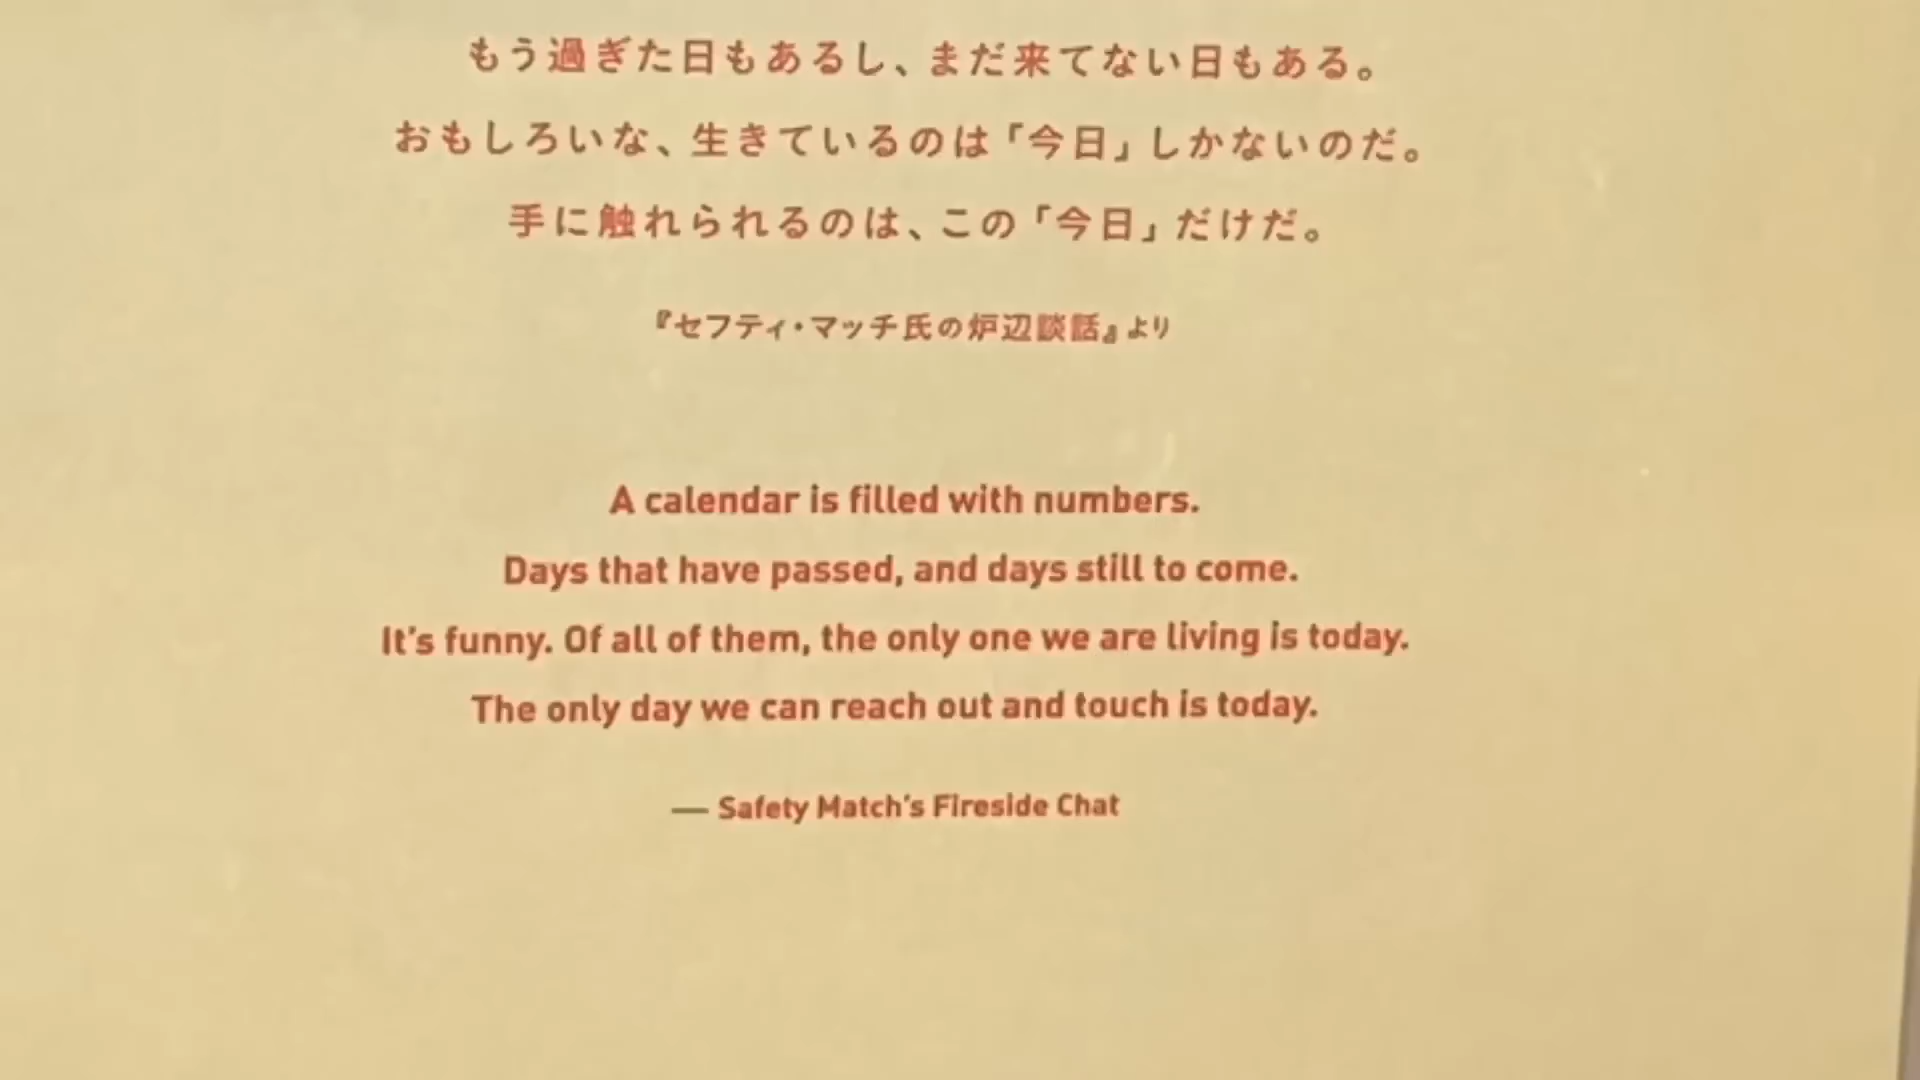 もう過ぎた日もあるし、まだ来てない日もある。
おもしろいな、生きているのは「今日」しかないのだ。
手に触れられるのは、この「今日」だけだ。
『セフティ・マッチ氏の炉辺談話』より
A calendar is filled with numbers.
Days that have passed, and days still to come.
It's funny. Of all of them, the only one we are living is today.
The only day we can reach out and touch is today.
— Safety Match's Fireside Chat